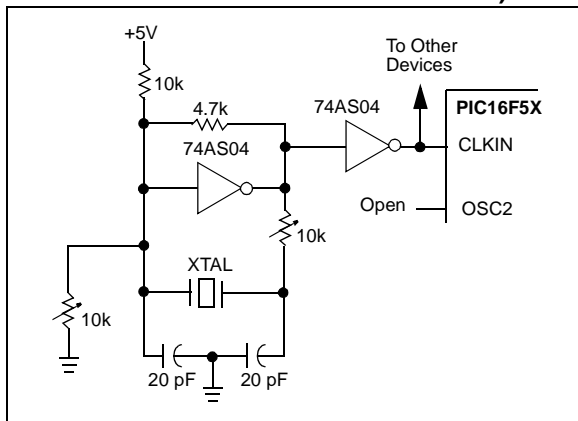 +5V
10k
4.7k
74AS04
74AS04
To Other
Devices
PIC16F5X
CLKIN
Open
OSC2
10k
XTAL
10k
20 pF
20 pF